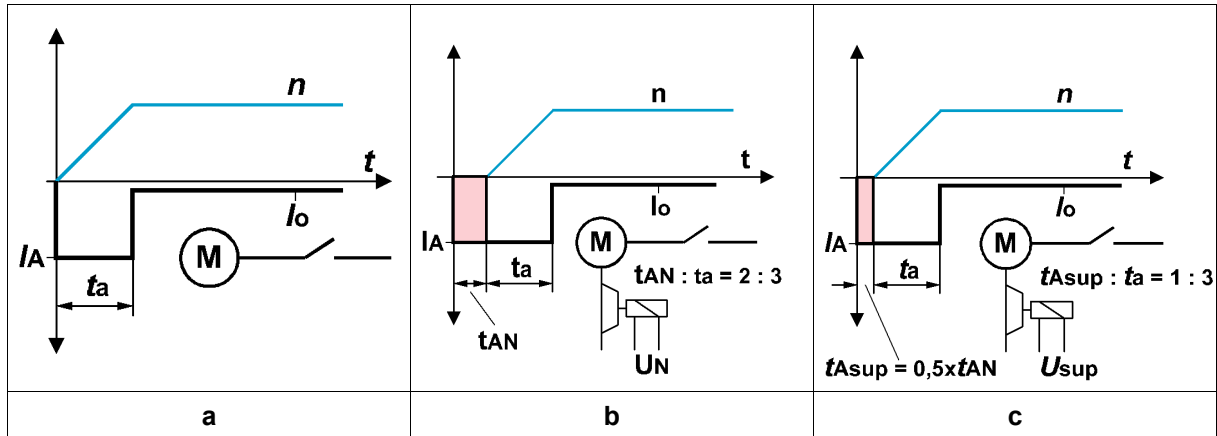 n
t
Io
IA
M
ta
a
n
t
Io
IA
M
ta
tAN : ta = 2 : 3
tAN
UN
b
n
t
Io
IA
M
ta
tAsup : ta = 1 : 3
tAsup = 0,5xtAN
Usup
c